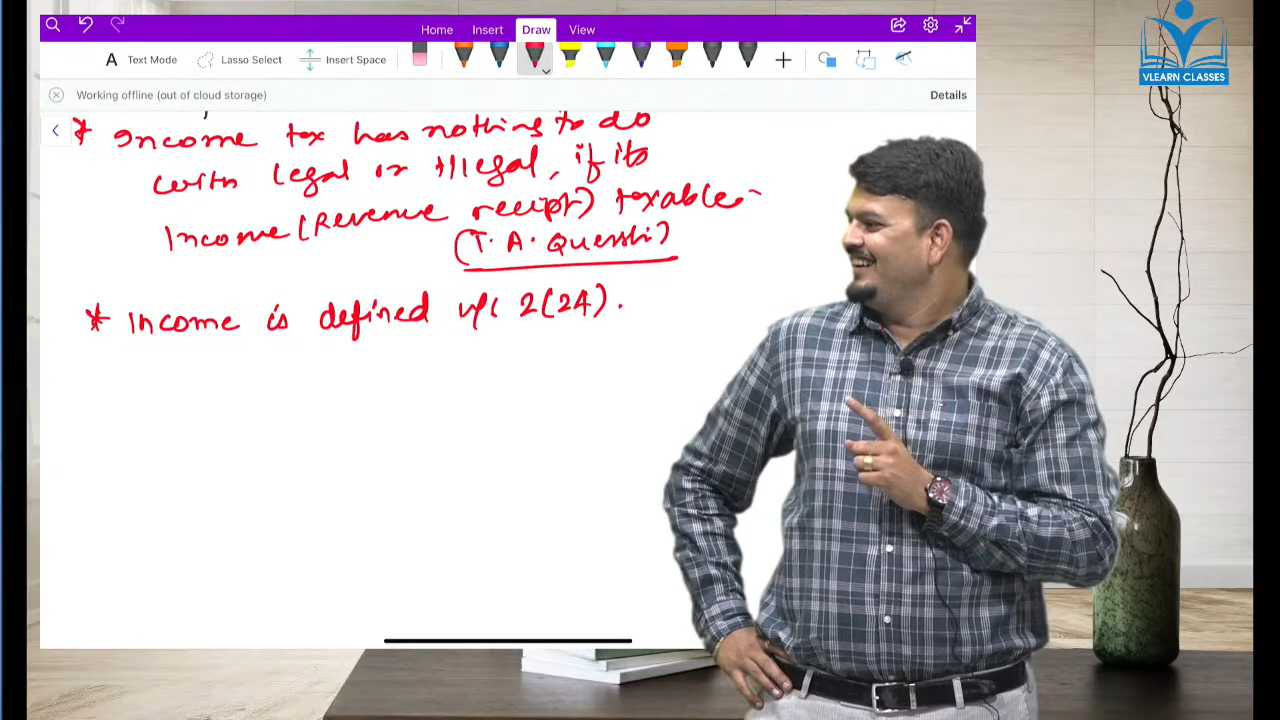 Home Insert Draw View
VLEARN CLASSES
A Text Mode Lasso Select Insert Space
Working offline (out of cloud storage) Details
* Income tax has nothing to do
with legal or illegal, if its
Income (Revenue receipt) taxable
(T. A. Quersti)
* Income is defined u/s 2(24).